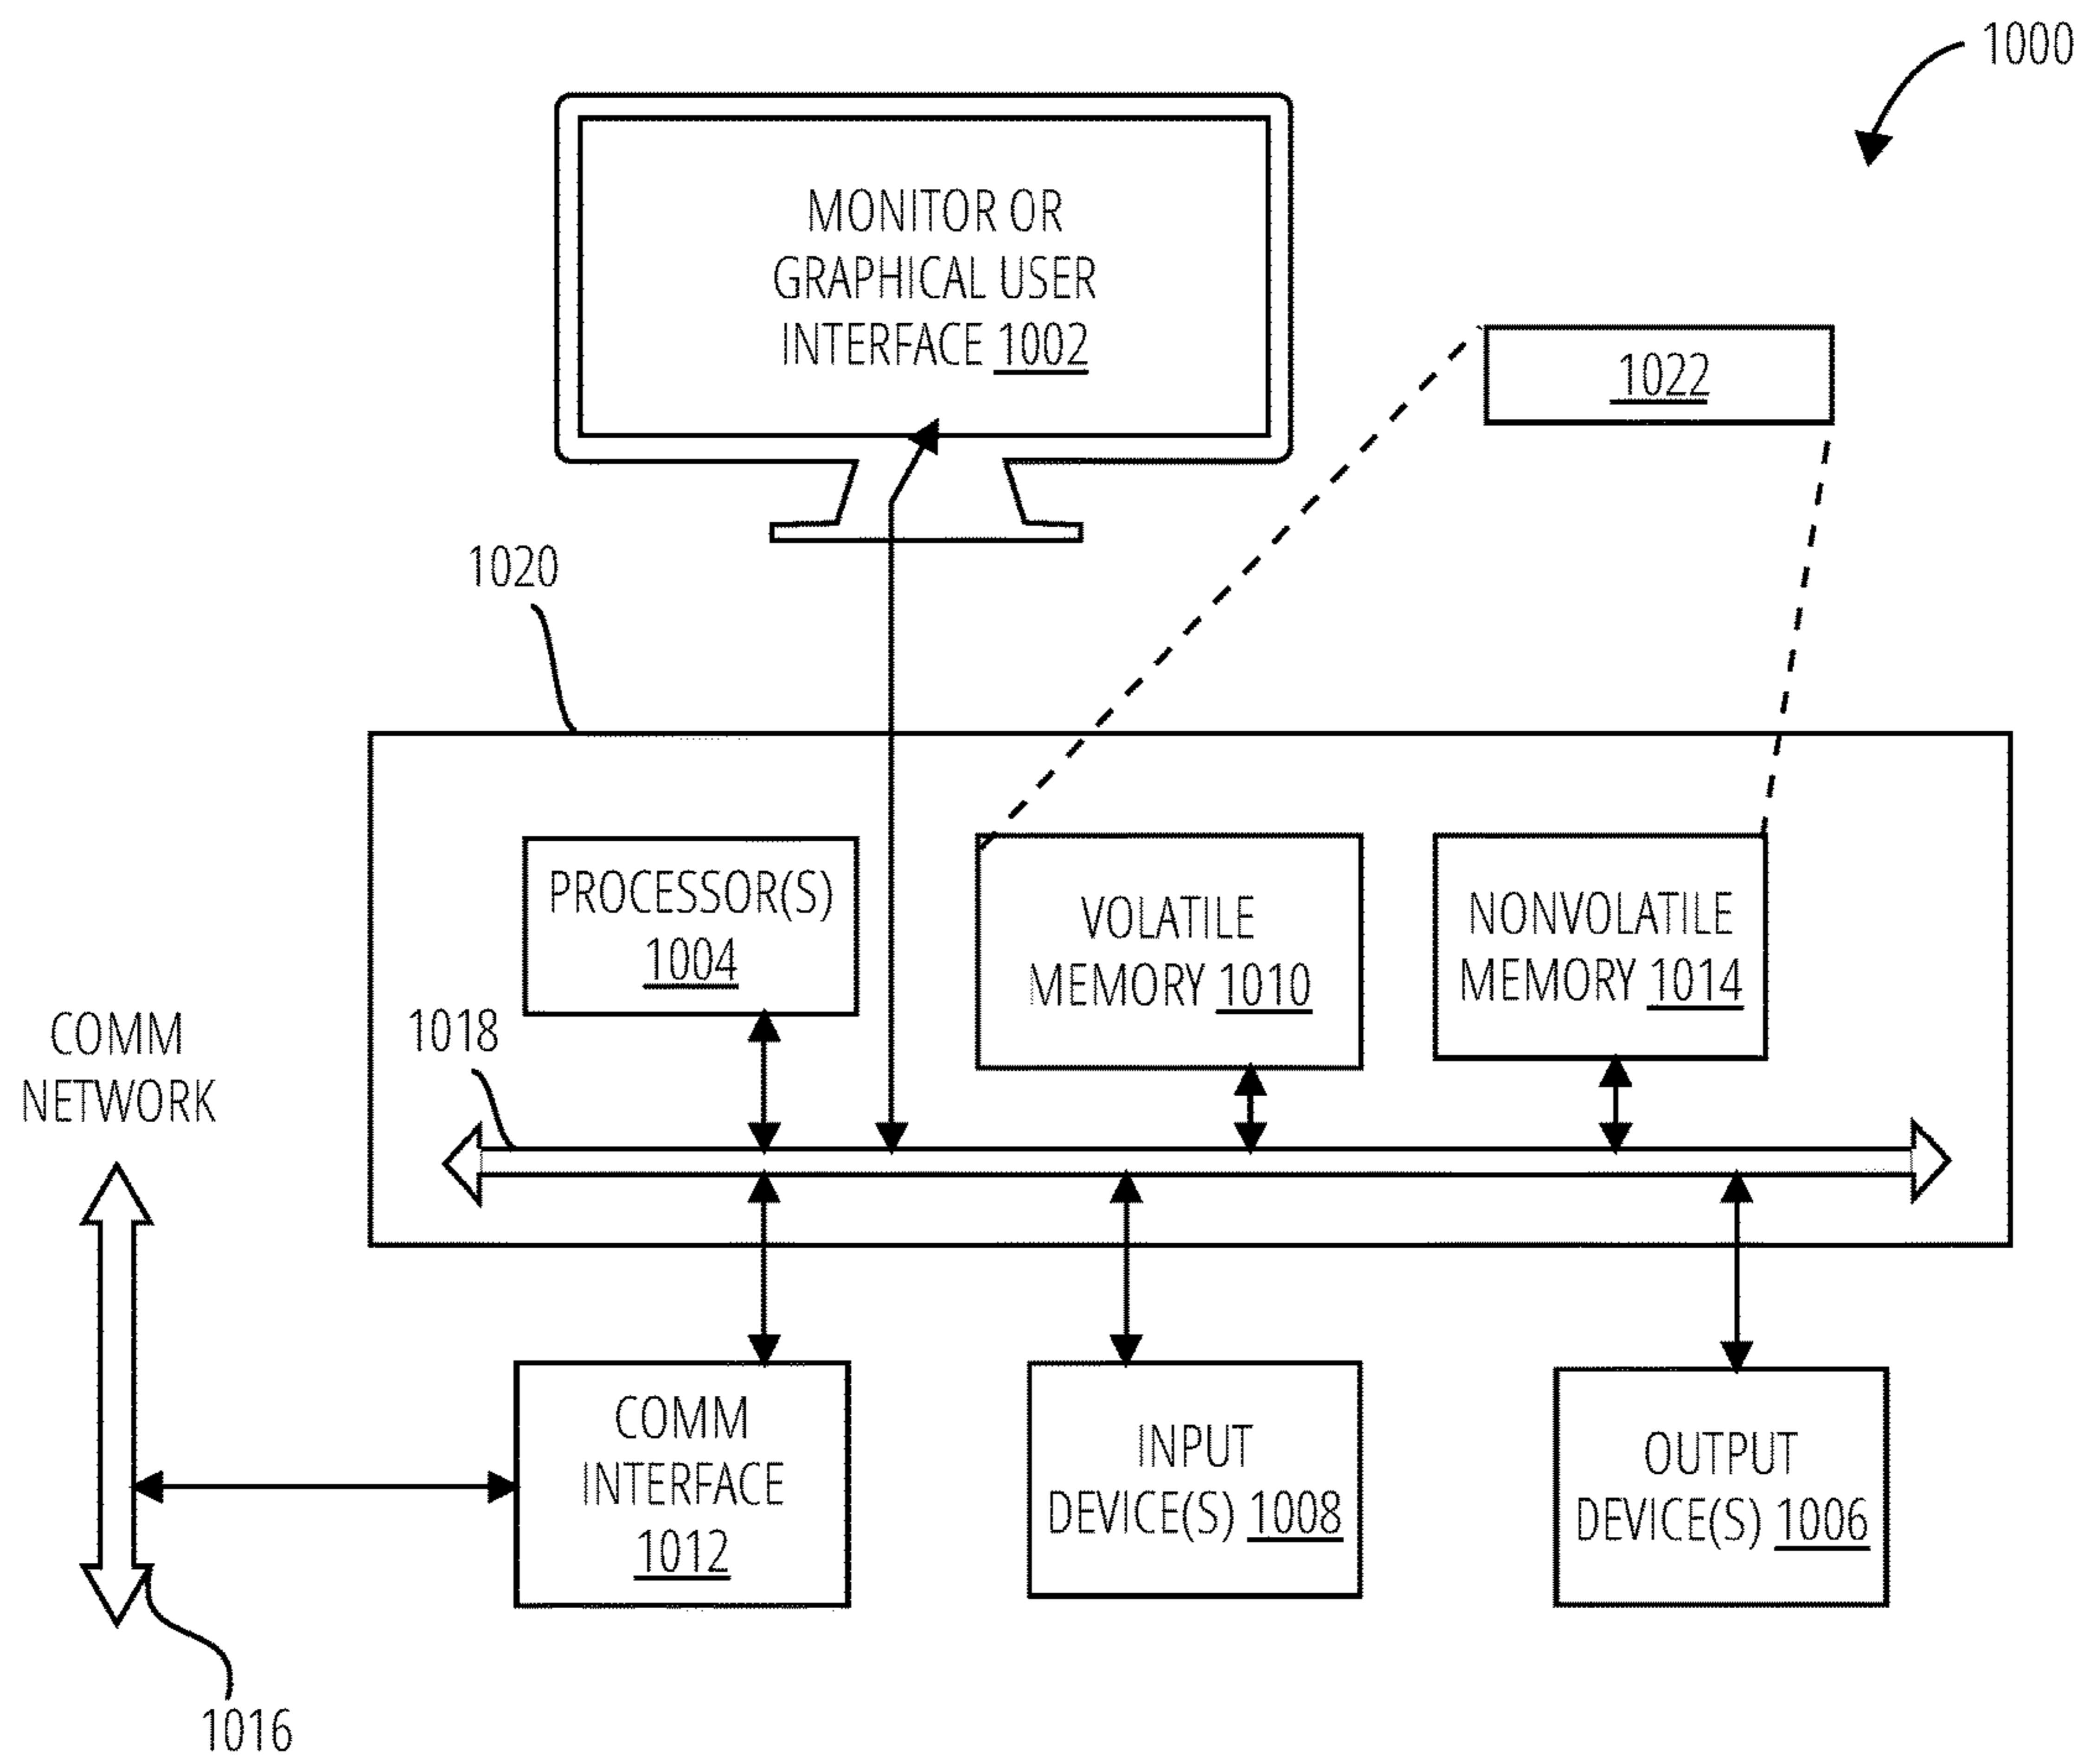 1000
MONITOR OR
GRAPHICAL USER
INTERFACE 1002
1022
1020
PROCESSOR(S)
1004
VOLATILE
MEMORY 1010
NONVOLATILE
MEMORY 1014
1018
COMM
NETWORK
COMM
INTERFACE
1012
INPUT
DEVICE(S) 1008
OUTPUT
DEVICE(S) 1006
1016